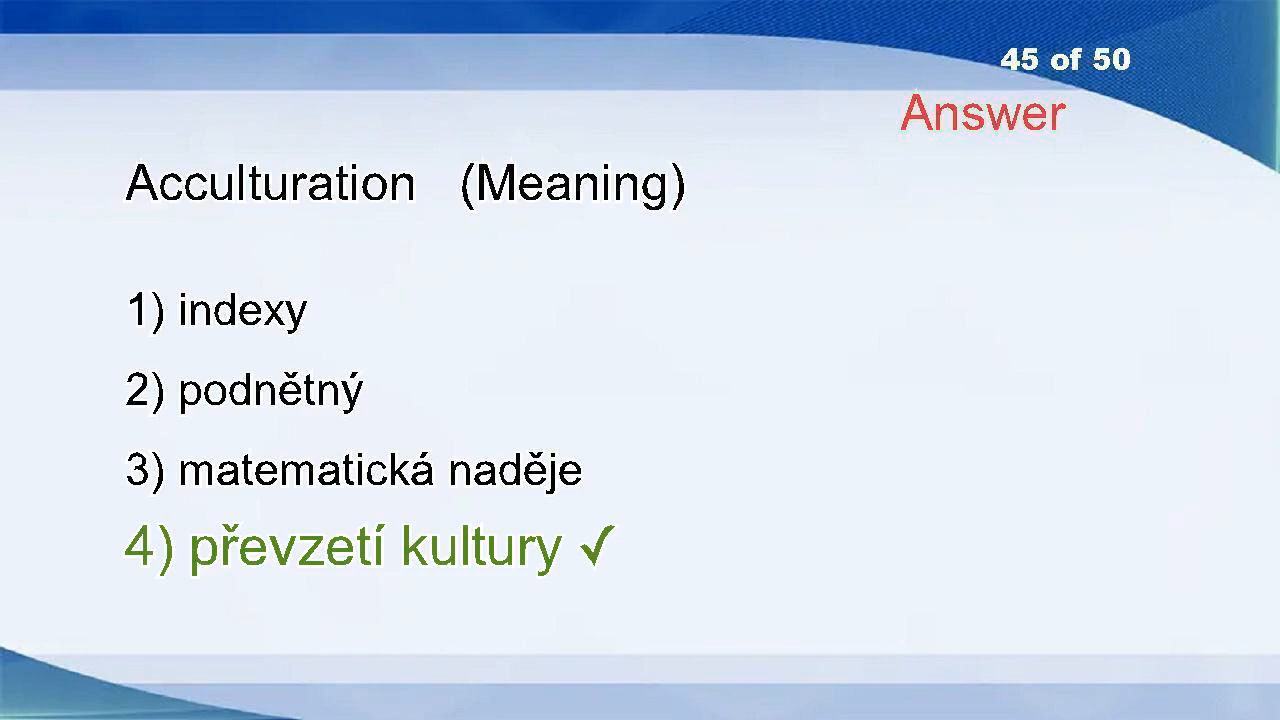 45 of 50
Answer
Acculturation (Meaning)
1) indexy
2) podnětný
3) matematická naděje
4) převzetí kultury ✓